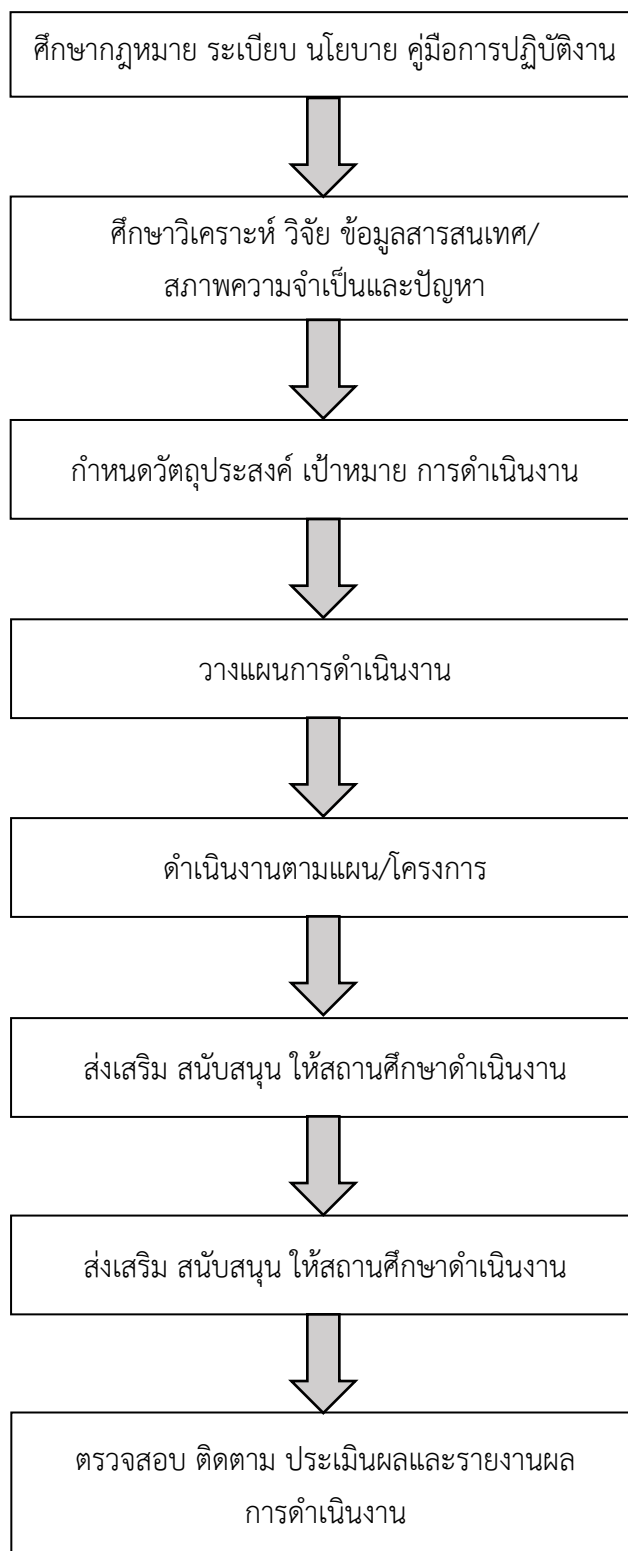 ศึกษากฎหมาย ระเบียบ นโยบาย คู่มือการปฏิบัติงาน
ศึกษาวิเคราะห์ วิจัย ข้อมูลสารสนเทศ/
สภาพความจำเป็นและปัญหา
กำหนดวัตถุประสงค์ เป้าหมาย การดำเนินงาน
วางแผนการดำเนินงาน
ดำเนินงานตามแผน/โครงการ
ส่งเสริม สนับสนุน ให้สถานศึกษาดำเนินงาน
ส่งเสริม สนับสนุน ให้สถานศึกษาดำเนินงาน
ตรวจสอบ ติดตาม ประเมินผลและรายงานผล
การดำเนินงาน